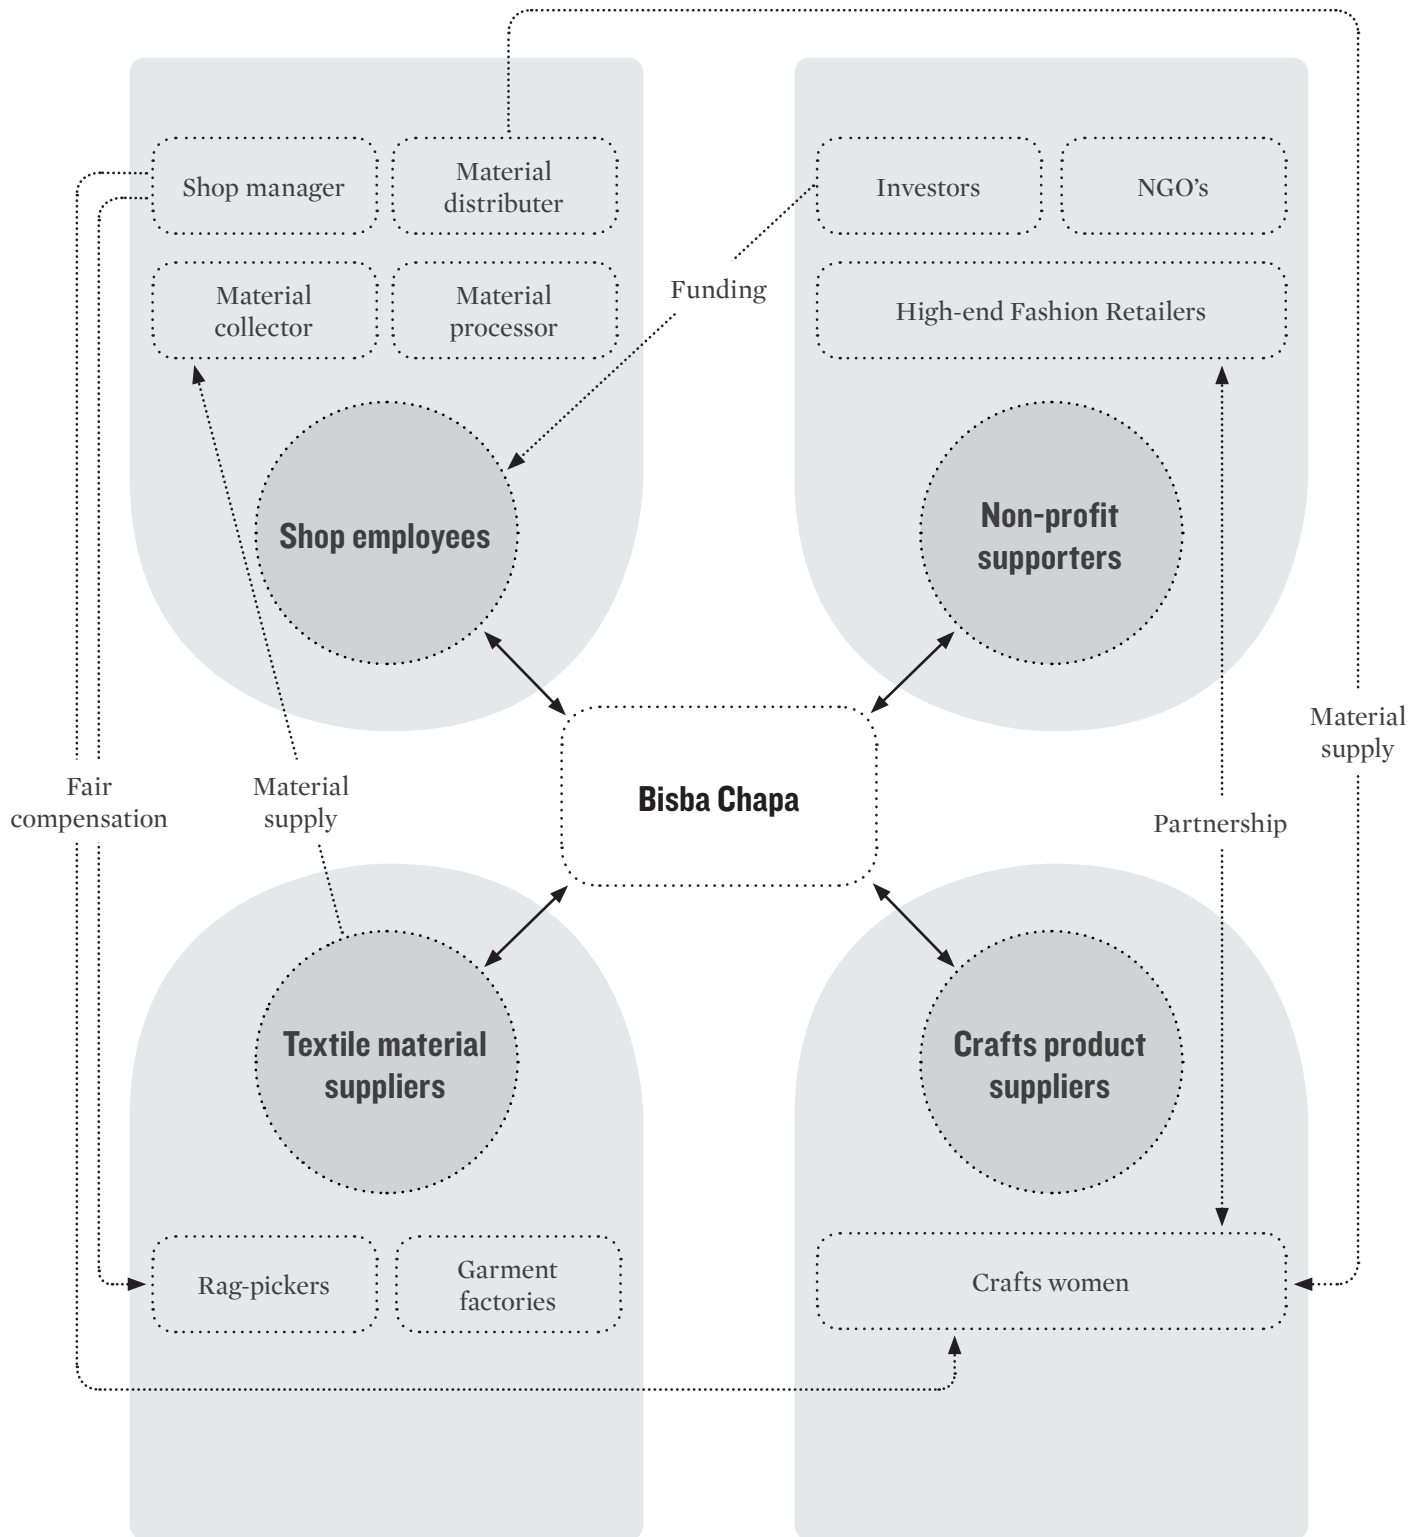 Shop manager
Material
distributer
Investors
NGO's
Material
collector
Material
processor
Funding
High-end Fashion Retailers
Shop employees
Non-profit
supporters
Material
supply
Fair
compensation
Material
supply
Bisba Chapa
Partnership
Textile material
suppliers
Crafts product
suppliers
Rag-pickers
Garment
factories
Crafts women